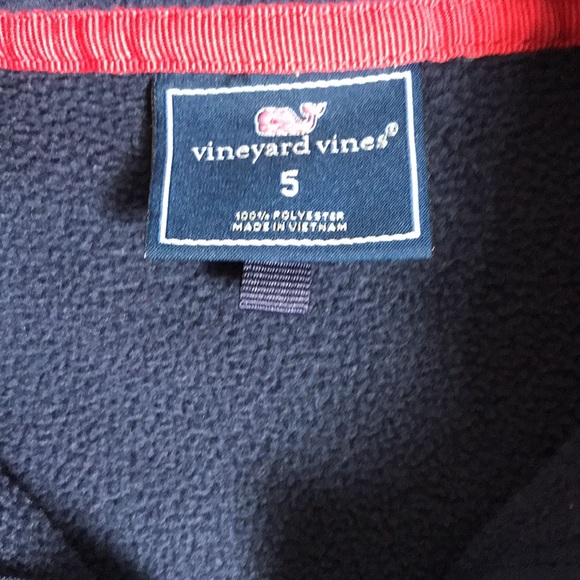 vineyard vines®
5
100% POLYESTER
MADE IN VIETNAM